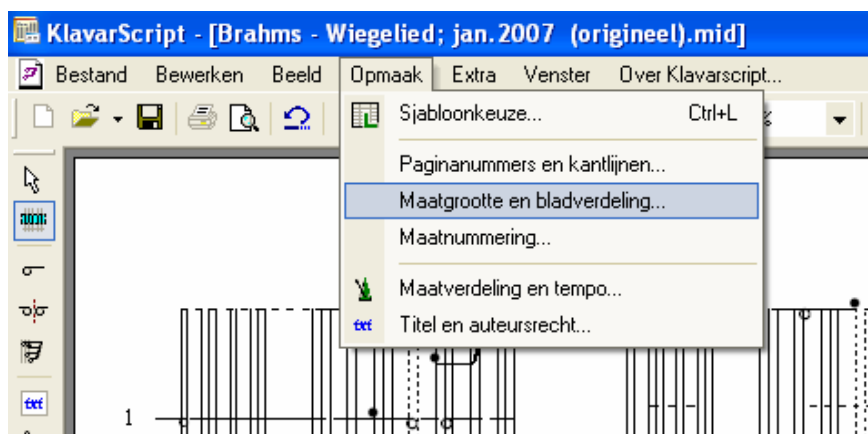 KlavarScript - [Brahms - Wiegelied; jan.2007 (origineel).mid]
Bestand Bewerken Beeld Opmaak Extra Venster Over Klavarscript...
Sjabloonkeuze... Ctrl+L
%
Paginanummers en kantlijnen...
Maatgrootte en bladverdeling...
Maatnummering...
Maatverdeling en tempo...
txt Titel en auteursrecht...
txt
1